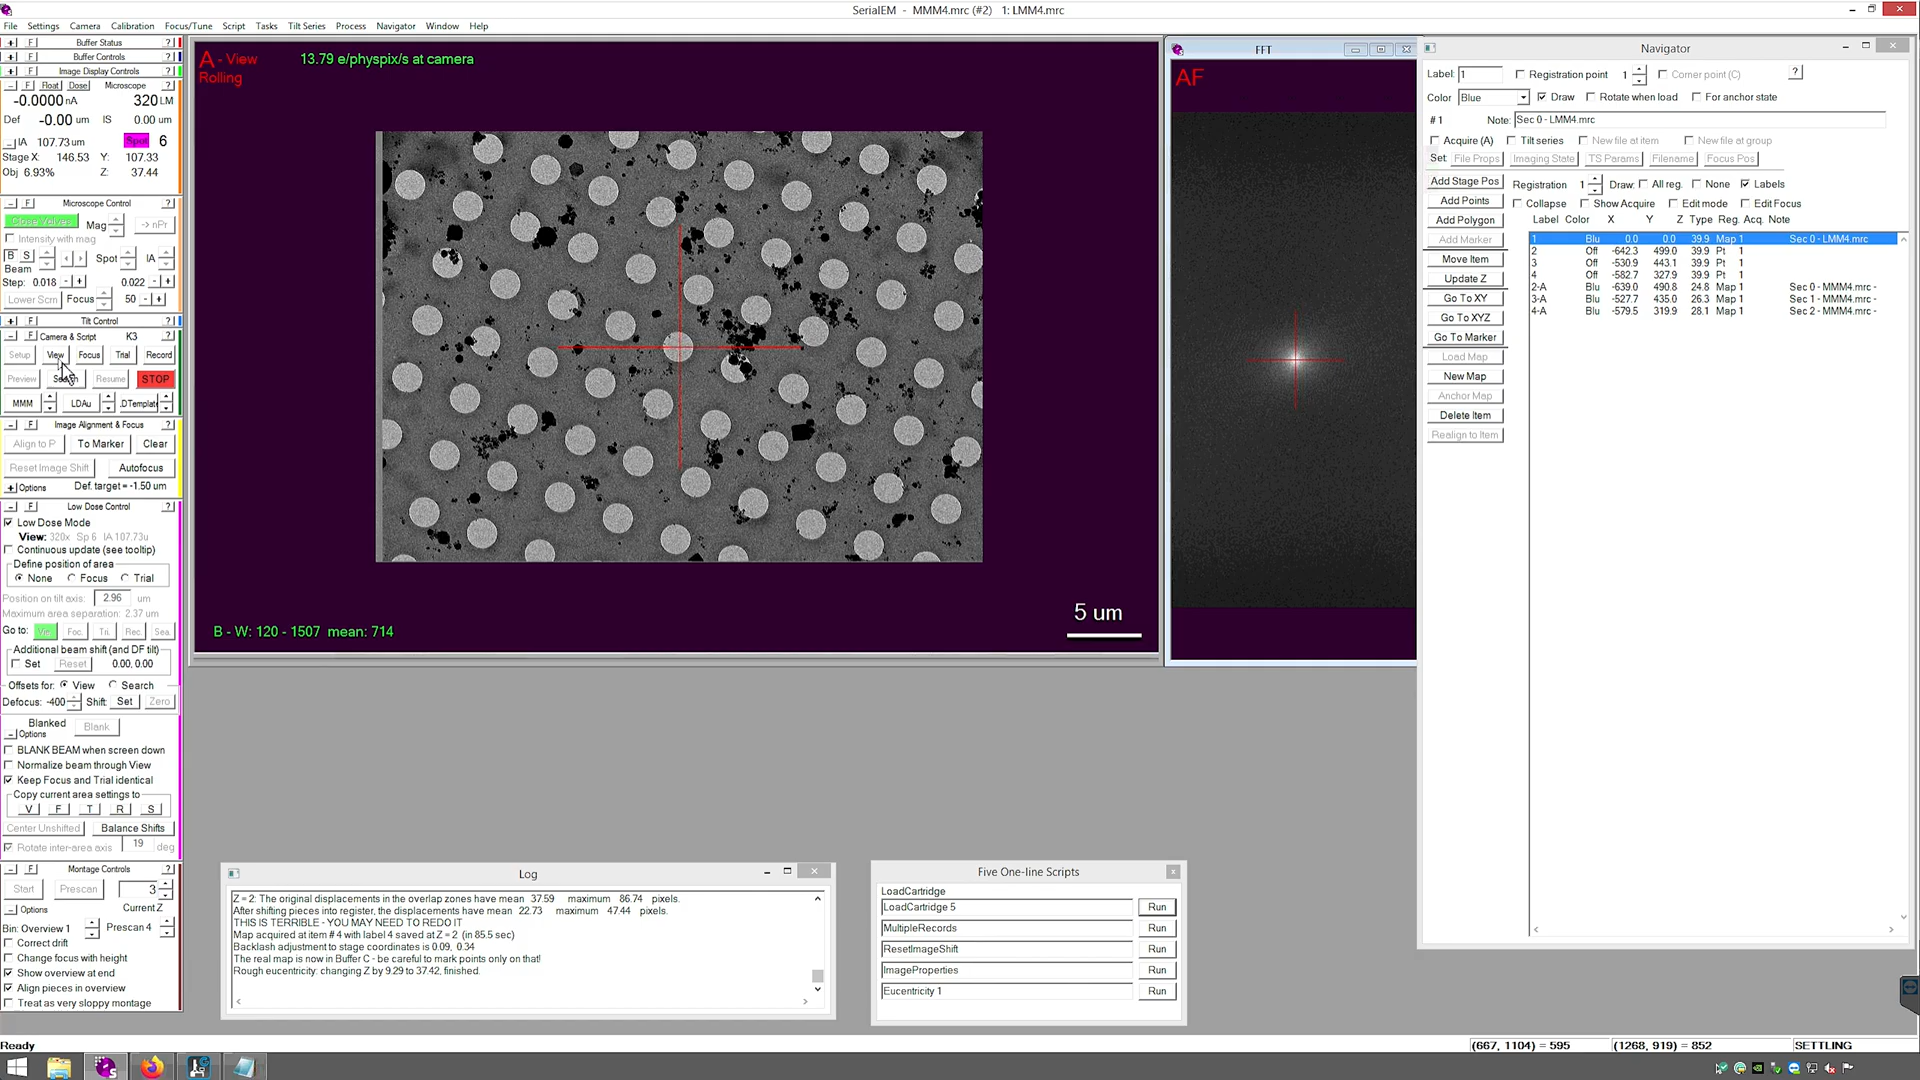 SerialEM - MMM4.mrc (#2) 1: LMM4.mrc
File Settings Camera Calibration Focus/Tune Script Tasks Tilt Series Process Navigator Window Help
+ F Buffer Status ?
+ F Buffer Controls ?
+ F Image Display Controls ?
- F Float Dose Microscope ?
-0.0000 nA 320 LM
Def -0.00 um IS 0.00 um
IA 107.73um Spot 6
Stage X: 146.53 Y: 107.33
Obj 6.93% Z: 37.44
- F Microscope Control ?
Close Valves Mag -> nPr
Intensity with mag
B S Spot IA
Beam
Step: 0.018 - + 0.022 - +
Lower Scrn Focus 50 - +
+ F Tilt Control ?
- F Camera & Script K3 ?
Setup View Focus Trial Record
Preview Resume STOP
MMM LDAu
- F Image Alignment & Focus ?
Align to P To Marker Clear
Reset Image Shift Autofocus
+ Options Def. target = -1.50 um
- F Low Dose Control ?
Low Dose Mode
View: 320x Sp 6 IA 107.73u
Continuous update (see tooltip)
Define position of area
None Focus Trial
Position on tilt axis: 2.96 um
Maximum area separation: 2.37 um
Go to: Foc. Tri. Rec. Sea.
Additional beam shift (and DF tilt)
Set Reset 0.00, 0.00
Offsets for: View Search
Defocus: -400 Shift: Set Zero
Blanked Blank
- Options
BLANK BEAM when screen down
Normalize beam through View
Keep Focus and Trial identical
Copy current area settings to
V F T R S
Center Unshifted Balance Shifts
Rotate inter-area axis 19 deg
- F Montage Controls ?
Start Prescan 3
- Options Current Z
Bin: Overview 1 Prescan 4
Correct drift
Change focus with height
Show overview at end
Align pieces in overview
Treat as very sloppy montage
A - View
Rolling
13.79 e/physpix/s at camera
B - W: 120 - 1507 mean: 714
5 um
FFT
AF
Navigator
Label: 1 Registration point 1 Corner point (C) ?
Color Blue Draw Rotate when load For anchor state
# 1 Note: Sec 0 - LMM4.mrc
Acquire (A) Tilt series New file at item New file at group
Set: File Props Imaging State TS Params Filename Focus Pos
Add Stage Pos Registration 1 Draw: All reg. None Labels
Add Points Collapse Show Acquire Edit mode Edit Focus
Add Polygon Label Color X Y Z Type Reg. Acq. Note
Add Marker 1 Blu 0.0 0.0 39.9 Map 1 Sec 0 - LMM4.mrc
2 Off -642.3 499.0 39.9 Pt 1
Move Item 3 Off -530.9 443.1 39.9 Pt 1
4 Off -582.7 327.9 39.9 Pt 1
Update Z 2-A Blu -639.0 490.8 24.8 Map 1 Sec 0 - MMM4.mrc -
Go To XY 3-A Blu -527.7 435.0 26.3 Map 1 Sec 1 - MMM4.mrc -
4-A Blu -579.5 319.9 28.1 Map 1 Sec 2 - MMM4.mrc -
Go To XYZ
Go To Marker
Load Map
New Map
Anchor Map
Delete Item
Realign to Item
Log
Z = 2: The original displacements in the overlap zones have mean 37.59 maximum 86.74 pixels.
After shifting pieces into register, the displacements have mean 22.73 maximum 47.44 pixels.
THIS IS TERRIBLE - YOU MAY NEED TO REDO IT
Map acquired at item # 4 with label 4 saved at Z = 2 (in 85.5 sec)
Backlash adjustment to stage coordinates is 0.09, 0.34
The real map is now in Buffer C - be careful to mark points only on that!
Rough eucentricity: changing Z by 9.29 to 37.42, finished.
Five One-line Scripts
LoadCartridge
LoadCartridge 5 Run
MultipleRecords Run
ResetImageShift Run
ImageProperties Run
Eucentricity 1 Run
Ready (667, 1104) = 595 (1268, 919) = 852 SETTLING